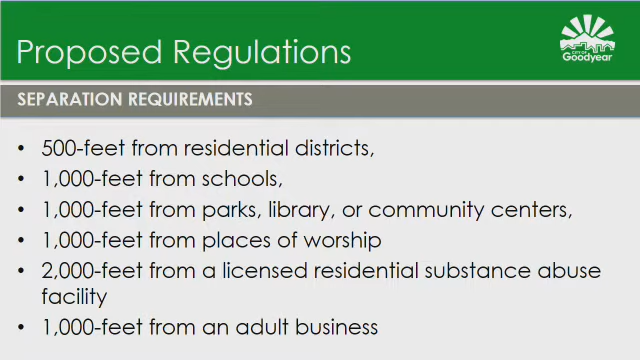 Proposed Regulations
CITY OF
Goodyear
SEPARATION REQUIREMENTS
• 500-feet from residential districts,
• 1,000-feet from schools,
• 1,000-feet from parks, library, or community centers,
• 1,000-feet from places of worship
• 2,000-feet from a licensed residential substance abuse
facility
• 1,000-feet from an adult business